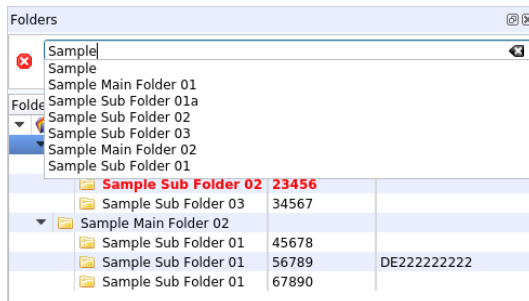 Folders
Sample
Sample
Sample Main Folder 01
Sample Sub Folder 01a
Sample Sub Folder 02
Sample Sub Folder 03
Sample Main Folder 02
Sample Sub Folder 01
Folde
Sample Sub Folder 02 23456
Sample Sub Folder 03 34567
Sample Main Folder 02
Sample Sub Folder 01 45678
Sample Sub Folder 01 56789 DE222222222
Sample Sub Folder 01 67890